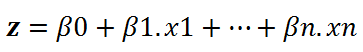 z = β0 + β1.x1 + ⋯ + βn.xn